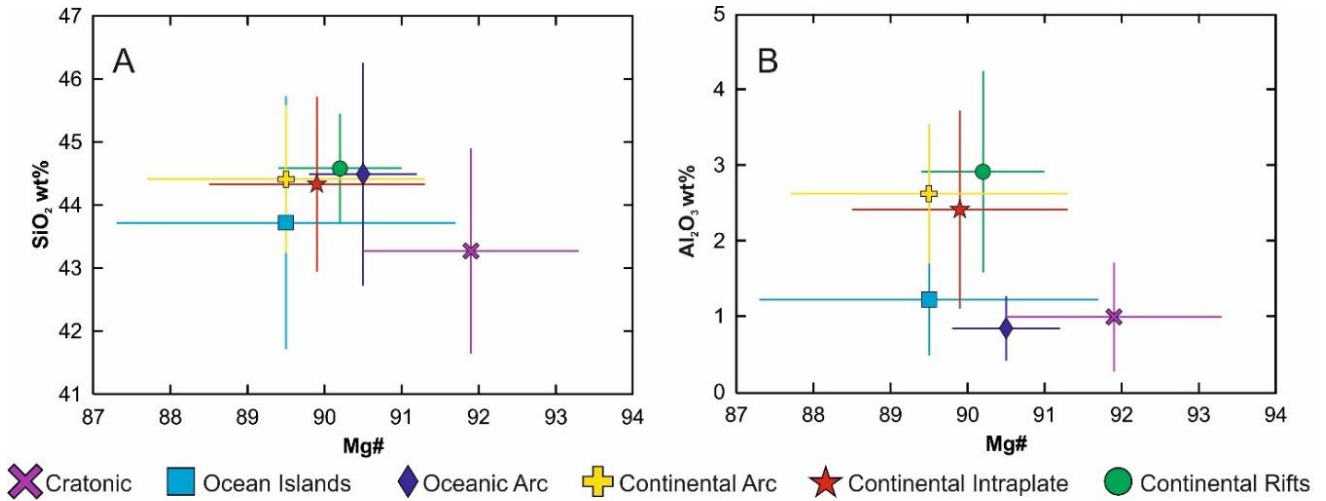 A
SiO₂ wt%
47
46
45
44
43
42
41
87 88 89 90 91 92 93 94
Mg#
B
Al₂O₃ wt%
5
4
3
2
1
0
87 88 89 90 91 92 93 94
Mg#
Cratonic Ocean Islands Oceanic Arc Continental Arc Continental Intraplate Continental Rifts